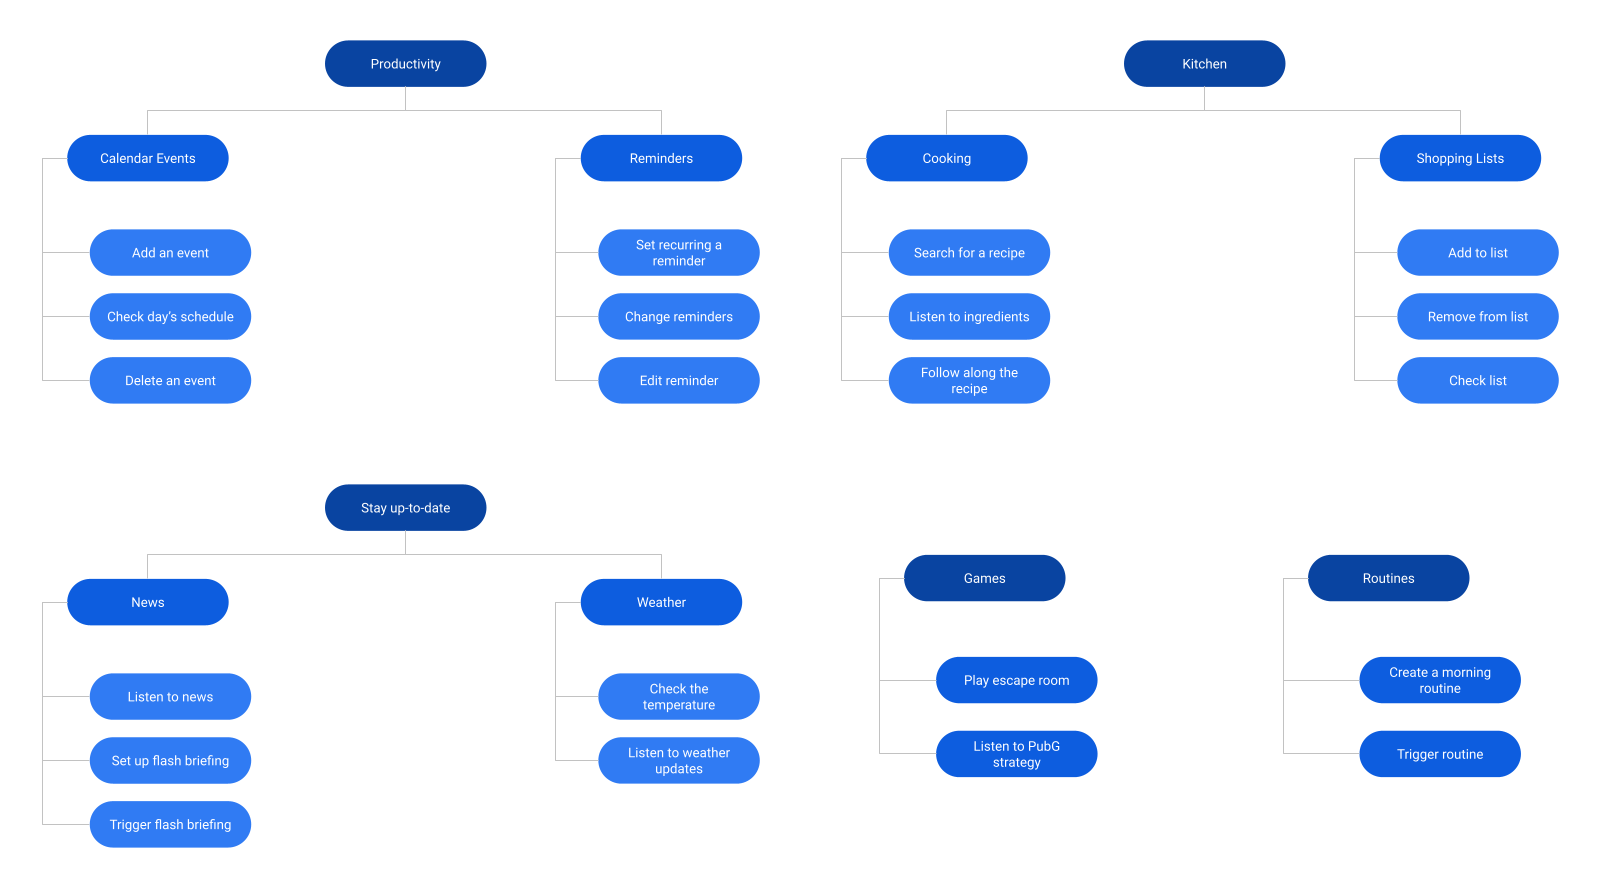 Productivity
Calendar Events
Add an event
Check day's schedule
Delete an event
Reminders
Set recurring a
reminder
Change reminders
Edit reminder
Kitchen
Cooking
Search for a recipe
Listen to ingredients
Follow along the
recipe
Shopping Lists
Add to list
Remove from list
Check list
Stay up-to-date
News
Listen to news
Set up flash briefing
Trigger flash briefing
Weather
Check the
temperature
Listen to weather
updates
Games
Play escape room
Listen to PubG
strategy
Routines
Create a morning
routine
Trigger routine